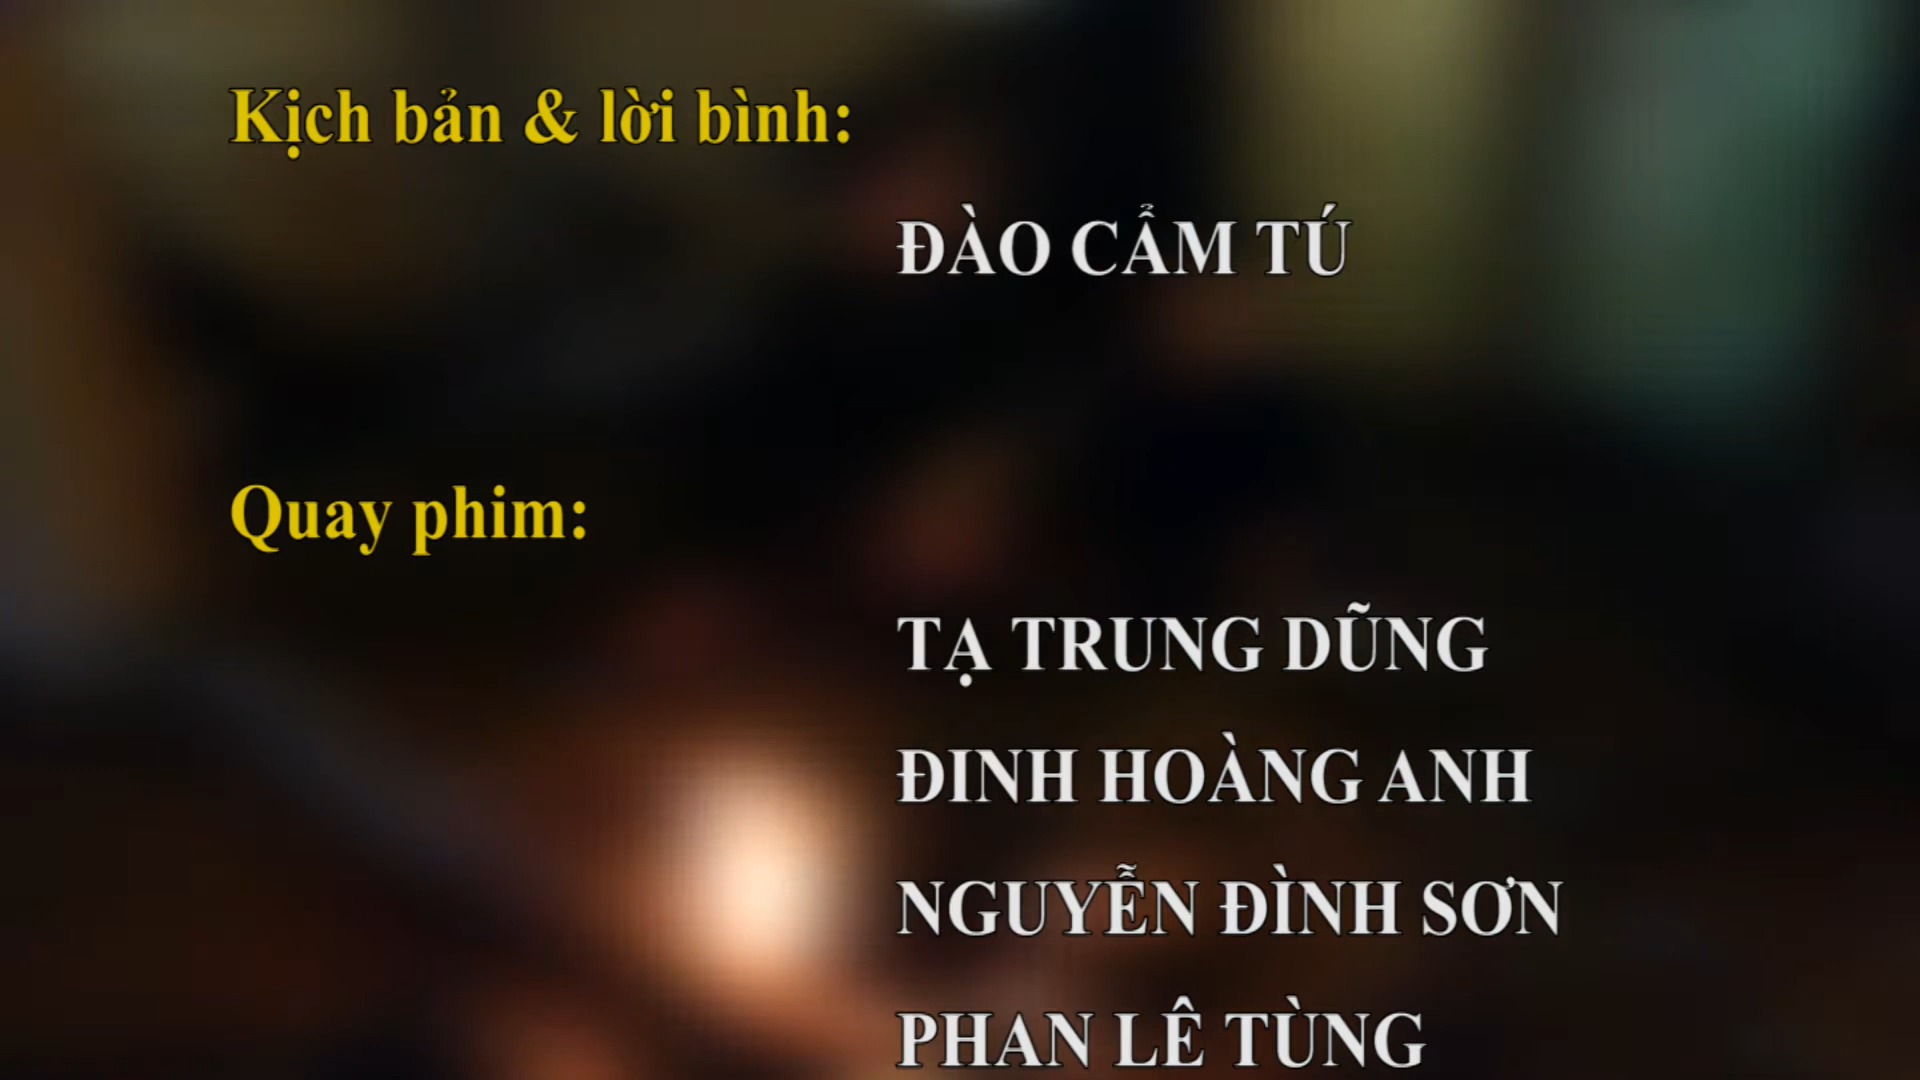 Kịch bản & lời bình:
ĐÀO CẨM TÚ
Quay phim:
TẠ TRUNG DŨNG
ĐINH HOÀNG ANH
NGUYỄN ĐÌNH SƠN
PHAN LÊ TÙNG